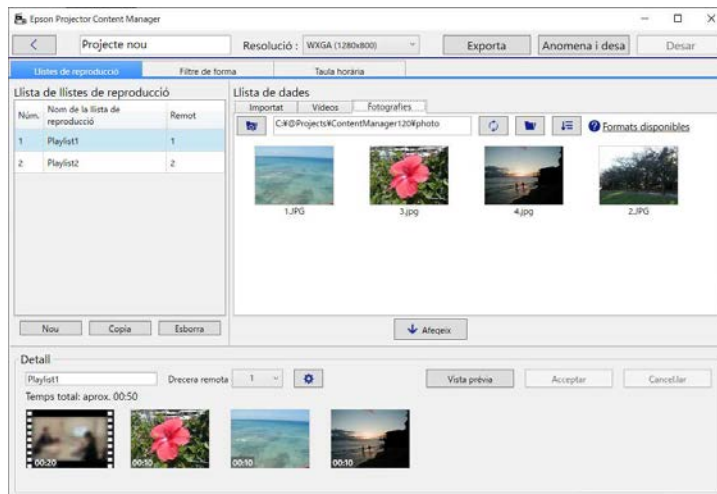 Epson Projector Content Manager
Projecte nou
Resolució :
WXGA (1280x800)
Exporta
Anomena i desa
Desar
Llistes de reproducció
Filtre de forma
Taula horària
Llista de llistes de reproducció
Llista de dades
Núm.
Nom de la llista de
reproducció
Remot
1
Playlist1
1
2
Playlist2
2
Importat
Vídeos
Fotografies
C:¥@Projects¥ContentManager120¥photo
Formats disponibles
1.JPG
3.jpg
4.jpg
2.JPG
Nou
Copia
Esborra
Afegeix
Detall
Playlist1
Drecera remota
1
Vista prèvia
Acceptar
Cancel.lar
Temps total: aprox. 00:50
00:20
00:10
00:10
00:10